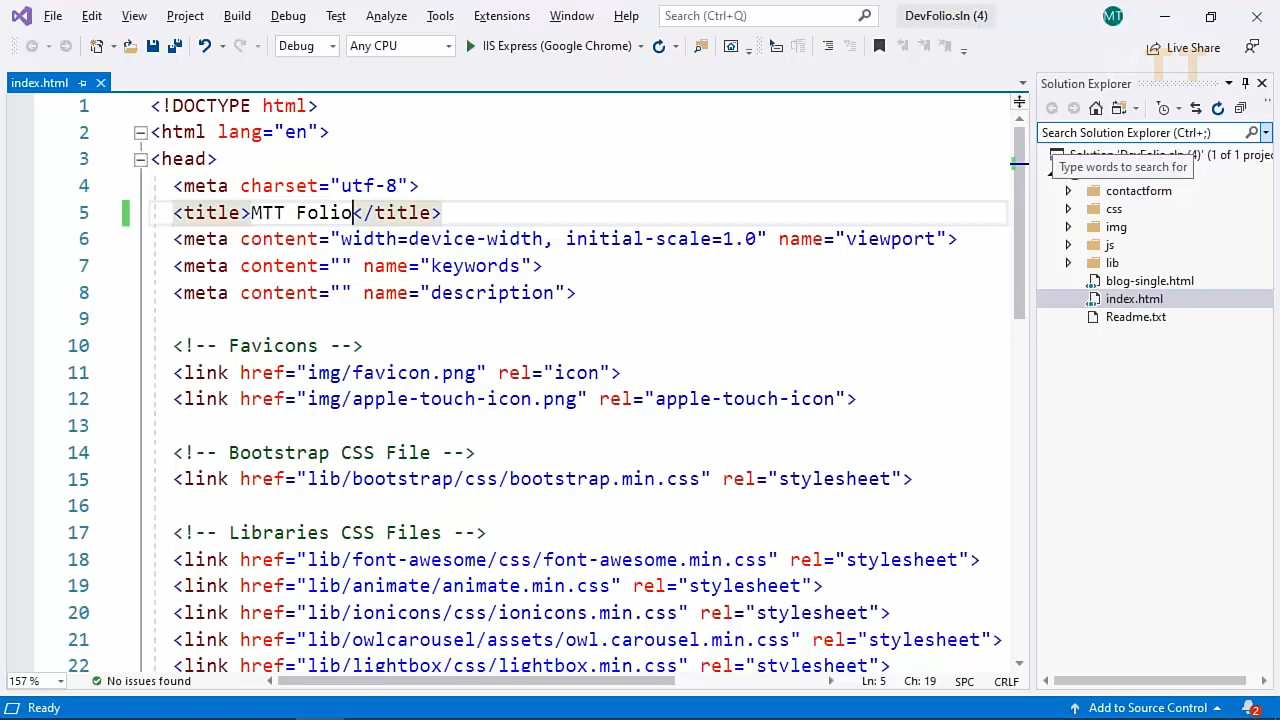 File Edit View Project Build Debug Test Analyze Tools Extensions Window Help Search (Ctrl+Q) DevFolio.sln (4) MT
Debug Any CPU IIS Express (Google Chrome) Live Share
TT
index.html
Solution Explorer
Search Solution Explorer (Ctrl+;)
Solution 'DevFolio.sln (4)' (1 of 1 projec
Type words to search for
contactform
css
img
js
lib
blog-single.html
index.html
Readme.txt
1 <!DOCTYPE html>
2 <html lang="en">
3 <head>
4 <meta charset="utf-8">
5 <title>MTT Folio</title>
6 <meta content="width=device-width, initial-scale=1.0" name="viewport">
7 <meta content="" name="keywords">
8 <meta content="" name="description">
9
10 <!-- Favicons -->
11 <link href="img/favicon.png" rel="icon">
12 <link href="img/apple-touch-icon.png" rel="apple-touch-icon">
13
14 <!-- Bootstrap CSS File -->
15 <link href="lib/bootstrap/css/bootstrap.min.css" rel="stylesheet">
16
17 <!-- Libraries CSS Files -->
18 <link href="lib/font-awesome/css/font-awesome.min.css" rel="stylesheet">
19 <link href="lib/animate/animate.min.css" rel="stylesheet">
20 <link href="lib/ionicons/css/ionicons.min.css" rel="stylesheet">
21 <link href="lib/owlcarousel/assets/owl.carousel.min.css" rel="stylesheet">
22 <link href="lib/lightbox/css/lightbox.min.css" rel="stylesheet">
157 % No issues found Ln: 5 Ch: 19 SPC CRLF
Ready Add to Source Control 2